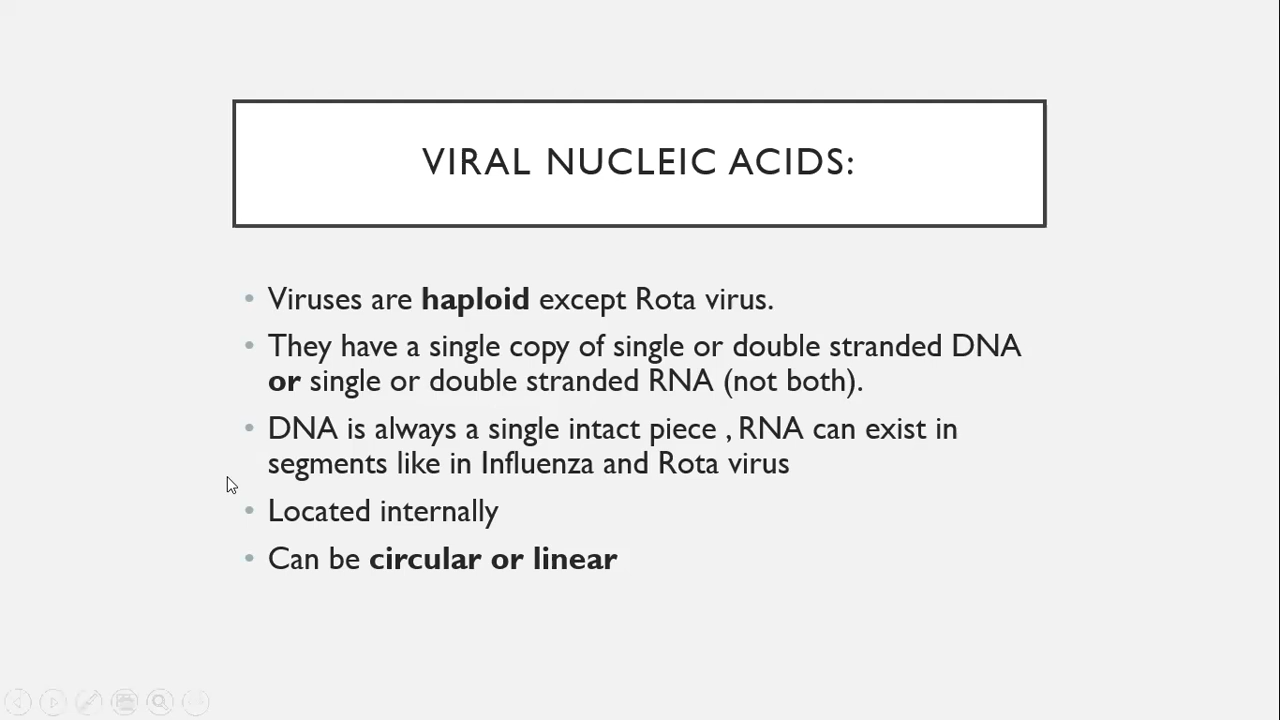 VIRAL NUCLEIC ACIDS:
• Viruses are haploid except Rota virus.
• They have a single copy of single or double stranded DNA
or single or double stranded RNA (not both).
• DNA is always a single intact piece , RNA can exist in
segments like in Influenza and Rota virus
• Located internally
• Can be circular or linear